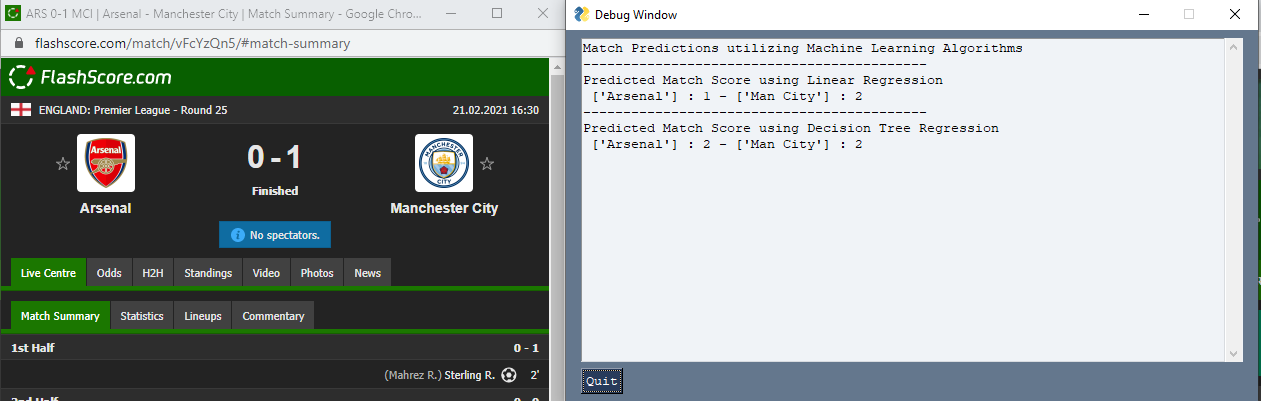 ARS 0-1 MCI | Arsenal - Manchester City | Match Summary - Google Chro...
flashscore.com/match/vFcYzQn5/#match-summary
FlashScore.com
ENGLAND: Premier League - Round 25 21.02.2021 16:30
Arsenal
MANCHESTER
CITY
0 - 1
Finished
Arsenal
Manchester City
No spectators.
Live Centre Odds H2H Standings Video Photos News
Match Summary Statistics Lineups Commentary
1st Half 0 - 1
(Mahrez R.) Sterling R. 2'
2nd Half 0 - 0
Debug Window
Match Predictions utilizing Machine Learning Algorithms
-------------------------------------------
Predicted Match Score using Linear Regression
['Arsenal'] : 1 - ['Man City'] : 2
-------------------------------------------
Predicted Match Score using Decision Tree Regression
['Arsenal'] : 2 - ['Man City'] : 2
Quit